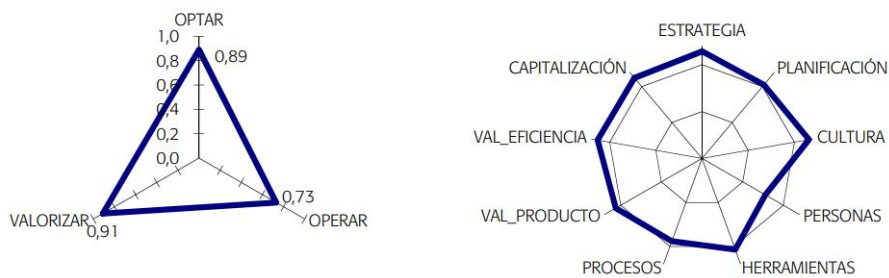 OPTAR
1,0
0,8
0,89
0,6
0,4
0,2
0,0
0,73
VALORIZAR
OPERAR
0,91
ESTRATEGIA
CAPITALIZACIÓN
PLANIFICACIÓN
VAL_EFICIENCIA
CULTURA
VAL_PRODUCTO
PERSONAS
PROCESOS
HERRAMIENTAS